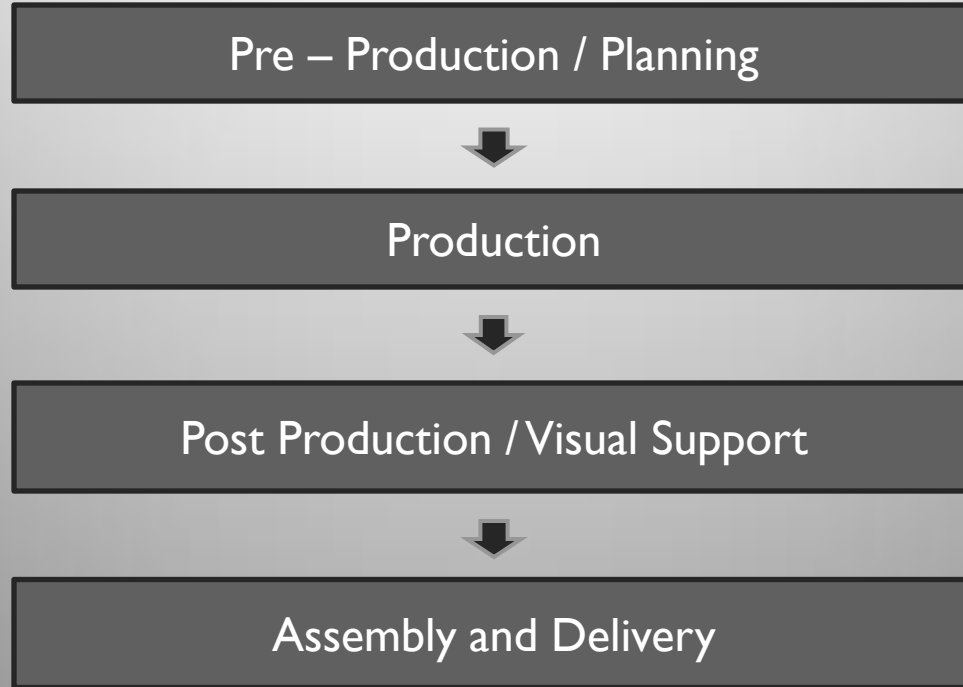 Pre – Production / Planning
Production
Post Production / Visual Support
Assembly and Delivery